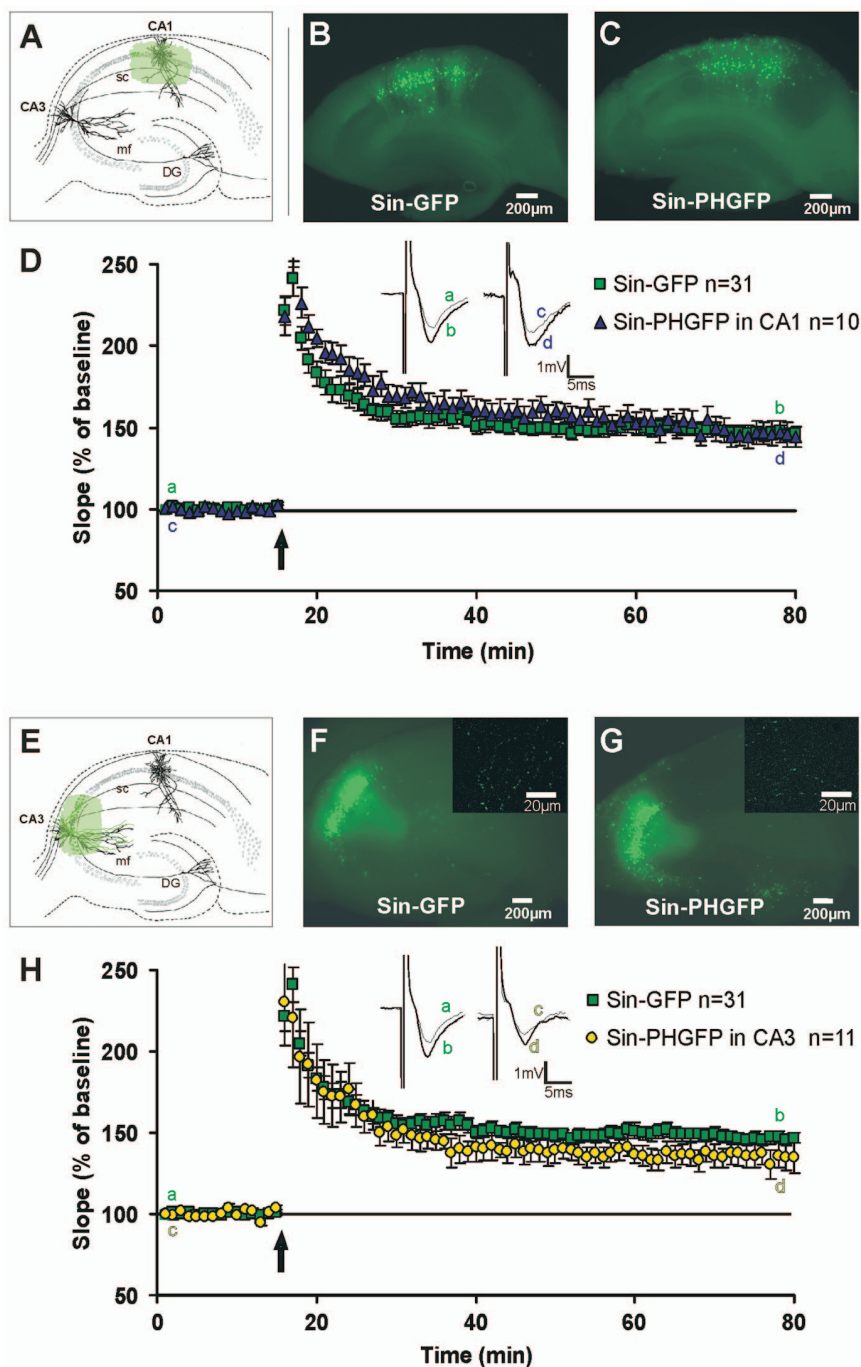 A
CA1
sc
CA3
mf
DG
B
Sin-GFP
200µm
C
Sin-PHGFP
200µm
D
250
200
150
100
50
Slope (% of baseline)
a
b
c
d
1mV
5ms
Sin-GFP n=31
Sin-PHGFP in CA1 n=10
b
d
a
c
0
20
40
60
80
Time (min)
E
CA1
sc
CA3
mf
DG
F
20µm
Sin-GFP
200µm
G
20µm
Sin-PHGFP
200µm
H
250
200
150
100
50
Slope (% of baseline)
a
b
c
d
1mV
5ms
Sin-GFP n=31
Sin-PHGFP in CA3 n=11
b
d
a
c
0
20
40
60
80
Time (min)